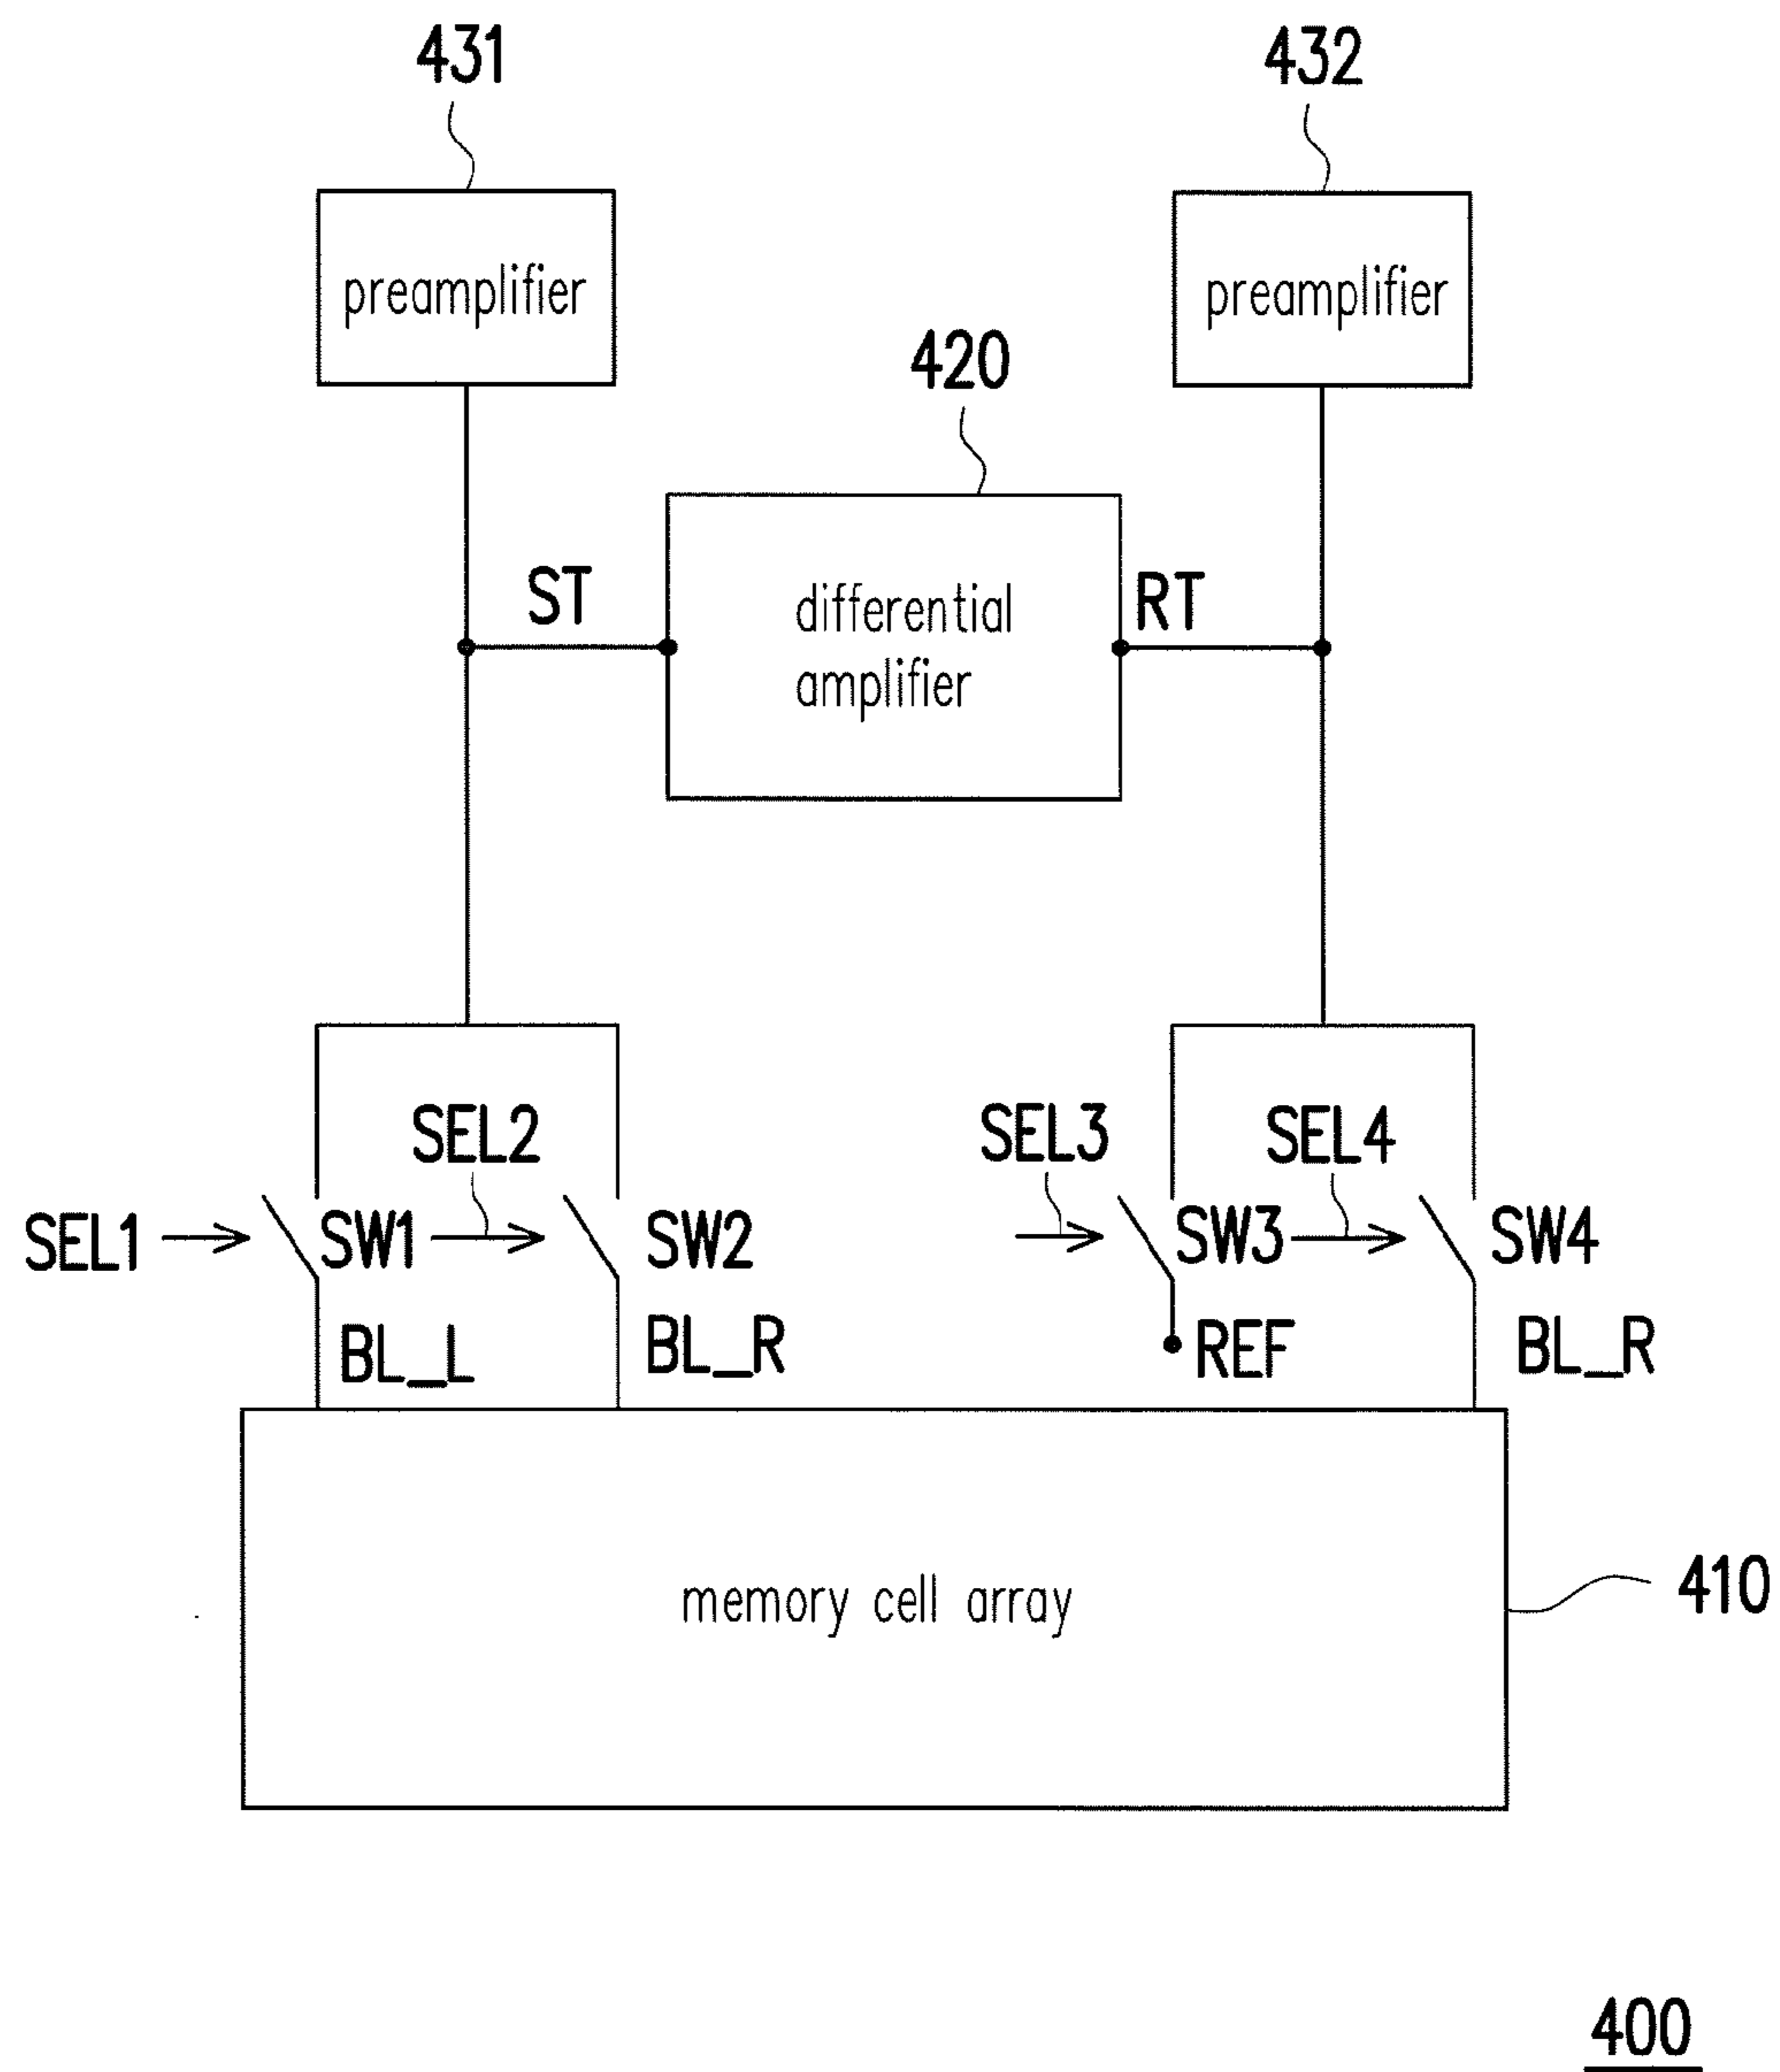 431
432
preamplifier
preamplifier
420
ST
differential
amplifier
RT
SEL2
SEL3
SEL4
SEL1
SW1
SW2
SW3
SW4
BL_L
BL_R
REF
BL_R
memory cell array
410
400